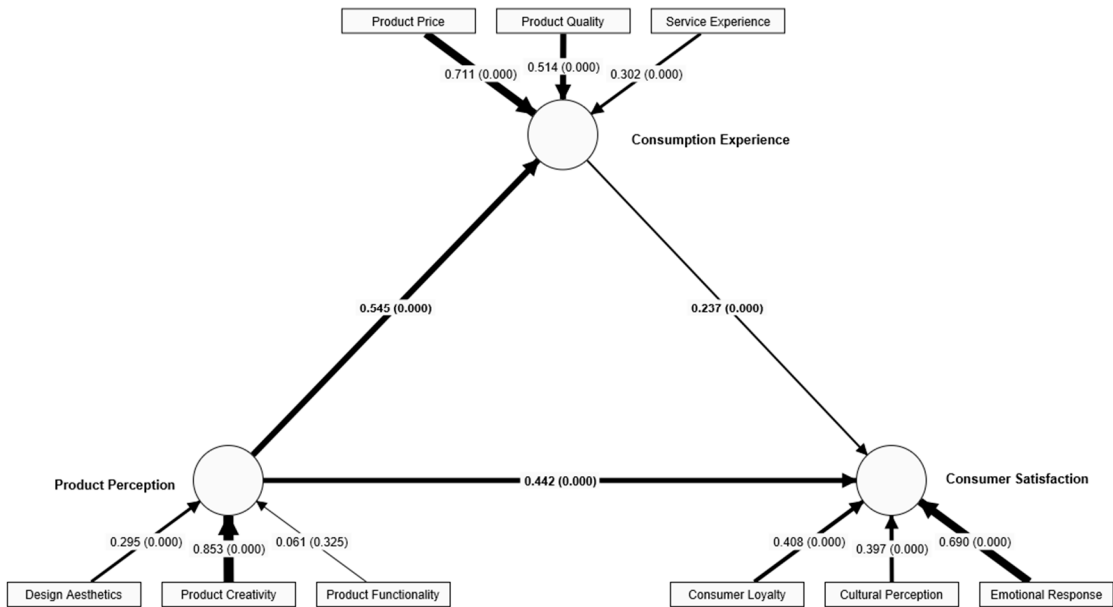 Product Price
Product Quality
Service Experience
0.711 (0.000)
0.514 (0.000)
0.302 (0.000)
Consumption Experience
0.545 (0.000)
0.237 (0.000)
Product Perception
0.442 (0.000)
Consumer Satisfaction
0.295 (0.000)
0.853 (0.000)
0.061 (0.325)
0.408 (0.000)
0.397 (0.000)
0.690 (0.000)
Design Aesthetics
Product Creativity
Product Functionality
Consumer Loyalty
Cultural Perception
Emotional Response